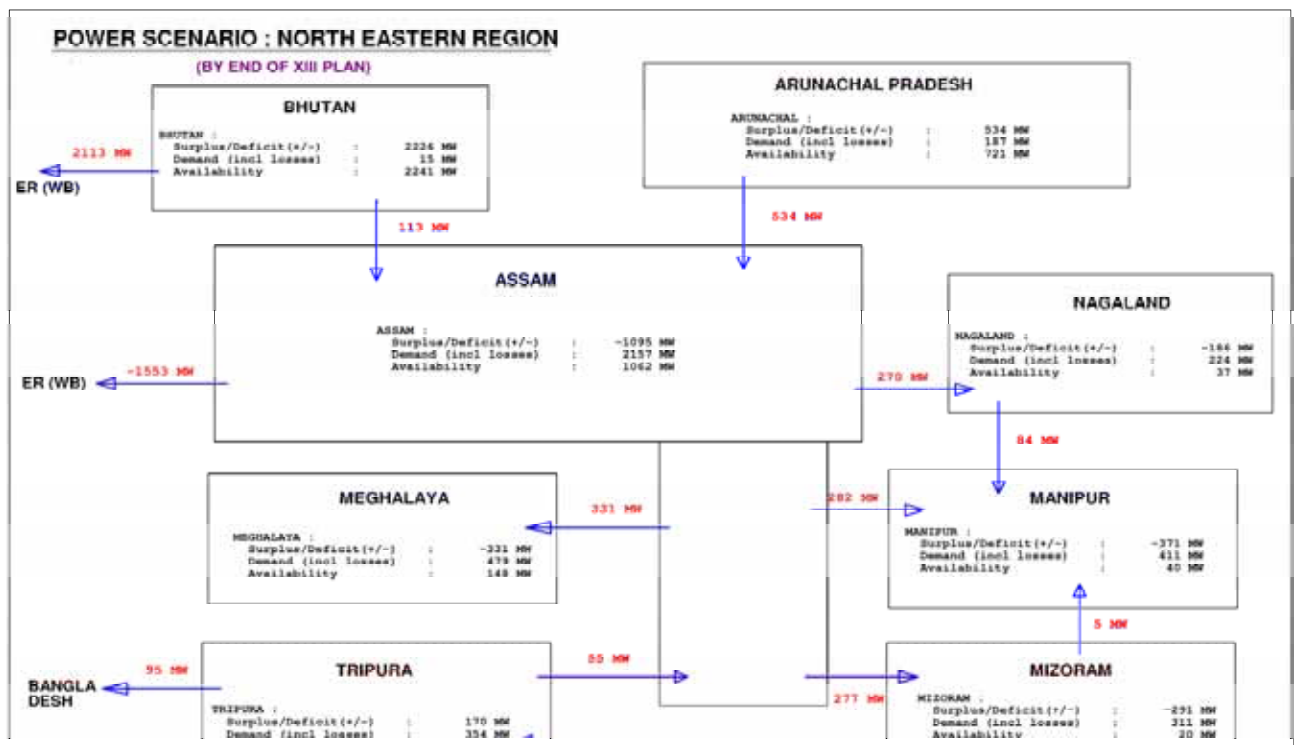 POWER SCENARIO : NORTH EASTERN REGION
(BY END OF XIII PLAN)
BHUTAN
BHUTAN :
Surplus/Deficit(+/-) : 2226 MW
Demand (incl losses) : 15 MW
Availability : 2241 MW
ARUNACHAL PRADESH
ARUNACHAL :
Surplus/Deficit(+/-) : 534 MW
Demand (incl losses) : 187 MW
Availability : 721 MW
2113 MW
ER (WB)
113 MW
534 MW
ASSAM
ASSAM :
Surplus/Deficit(+/-) : -1095 MW
Demand (incl losses) : 2157 MW
Availability : 1062 MW
NAGALAND
NAGALAND :
Surplus/Deficit(+/-) : -186 MW
Demand (incl losses) : 224 MW
Availability : 37 MW
-1553 MW
ER (WB)
270 MW
84 MW
MEGHALAYA
MEGHALAYA :
Surplus/Deficit(+/-) : -331 MW
Demand (incl losses) : 479 MW
Availability : 148 MW
331 MW
282 MW
MANIPUR
MANIPUR :
Surplus/Deficit(+/-) : -371 MW
Demand (incl losses) : 411 MW
Availability : 40 MW
5 MW
95 MW
BANGLA
DESH
TRIPURA
TRIPURA :
Surplus/Deficit(+/-) : 170 MW
Demand (incl losses) : 354 MW
55 MW
277 MW
MIZORAM
MIZORAM :
Surplus/Deficit(+/-) : -291 MW
Demand (incl losses) : 311 MW
Availability : 20 MW